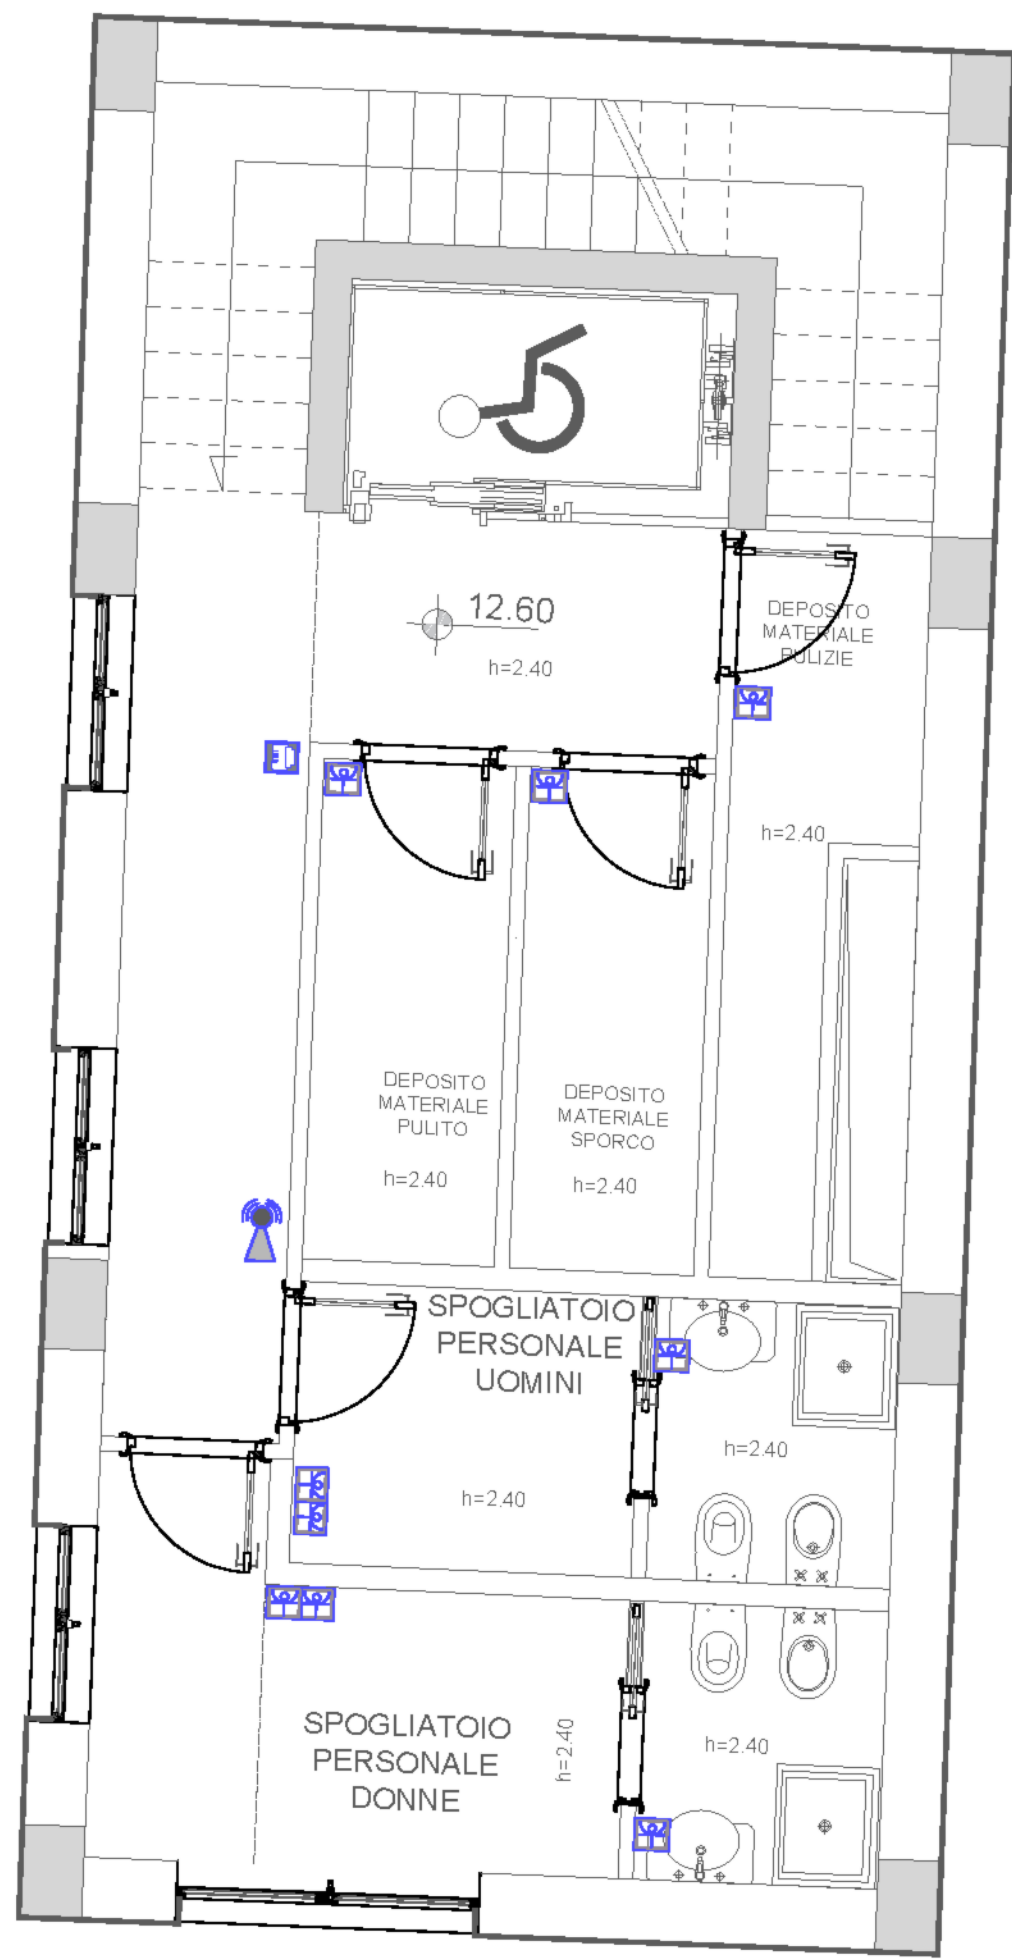 12.60
h=2.40
DEPOSITO
MATERIALE
PULIZIE
h=2.40
DEPOSITO
MATERIALE
PULITO
h=2.40
DEPOSITO
MATERIALE
SPORCO
h=2.40
SPOGLIATOIO
PERSONALE
UOMINI
h=2.40
h=2.40
SPOGLIATOIO
PERSONALE
DONNE
h=2.40
h=2.40